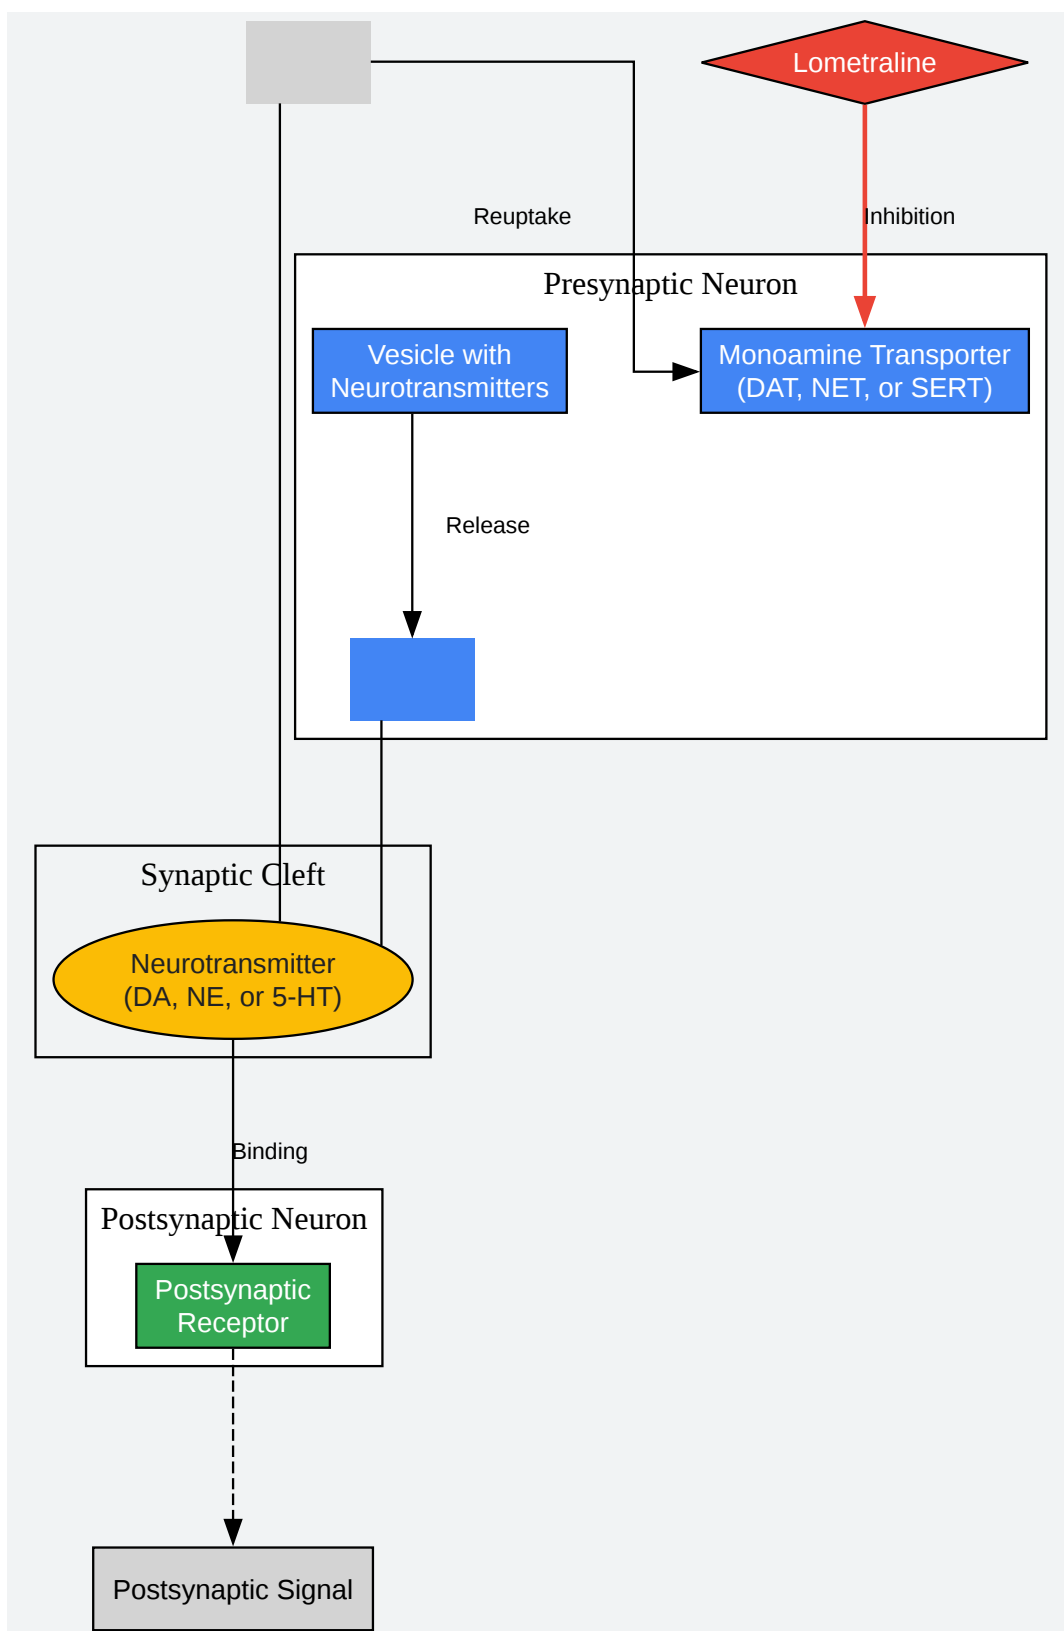 Lometraline
Reuptake
Inhibition
Presynaptic Neuron
Vesicle with
Neurotransmitters
Monoamine Transporter
(DAT, NET, or SERT)
Release
Synaptic Cleft
Neurotransmitter
(DA, NE, or 5-HT)
Binding
Postsynaptic Neuron
Postsynaptic
Receptor
Postsynaptic Signal